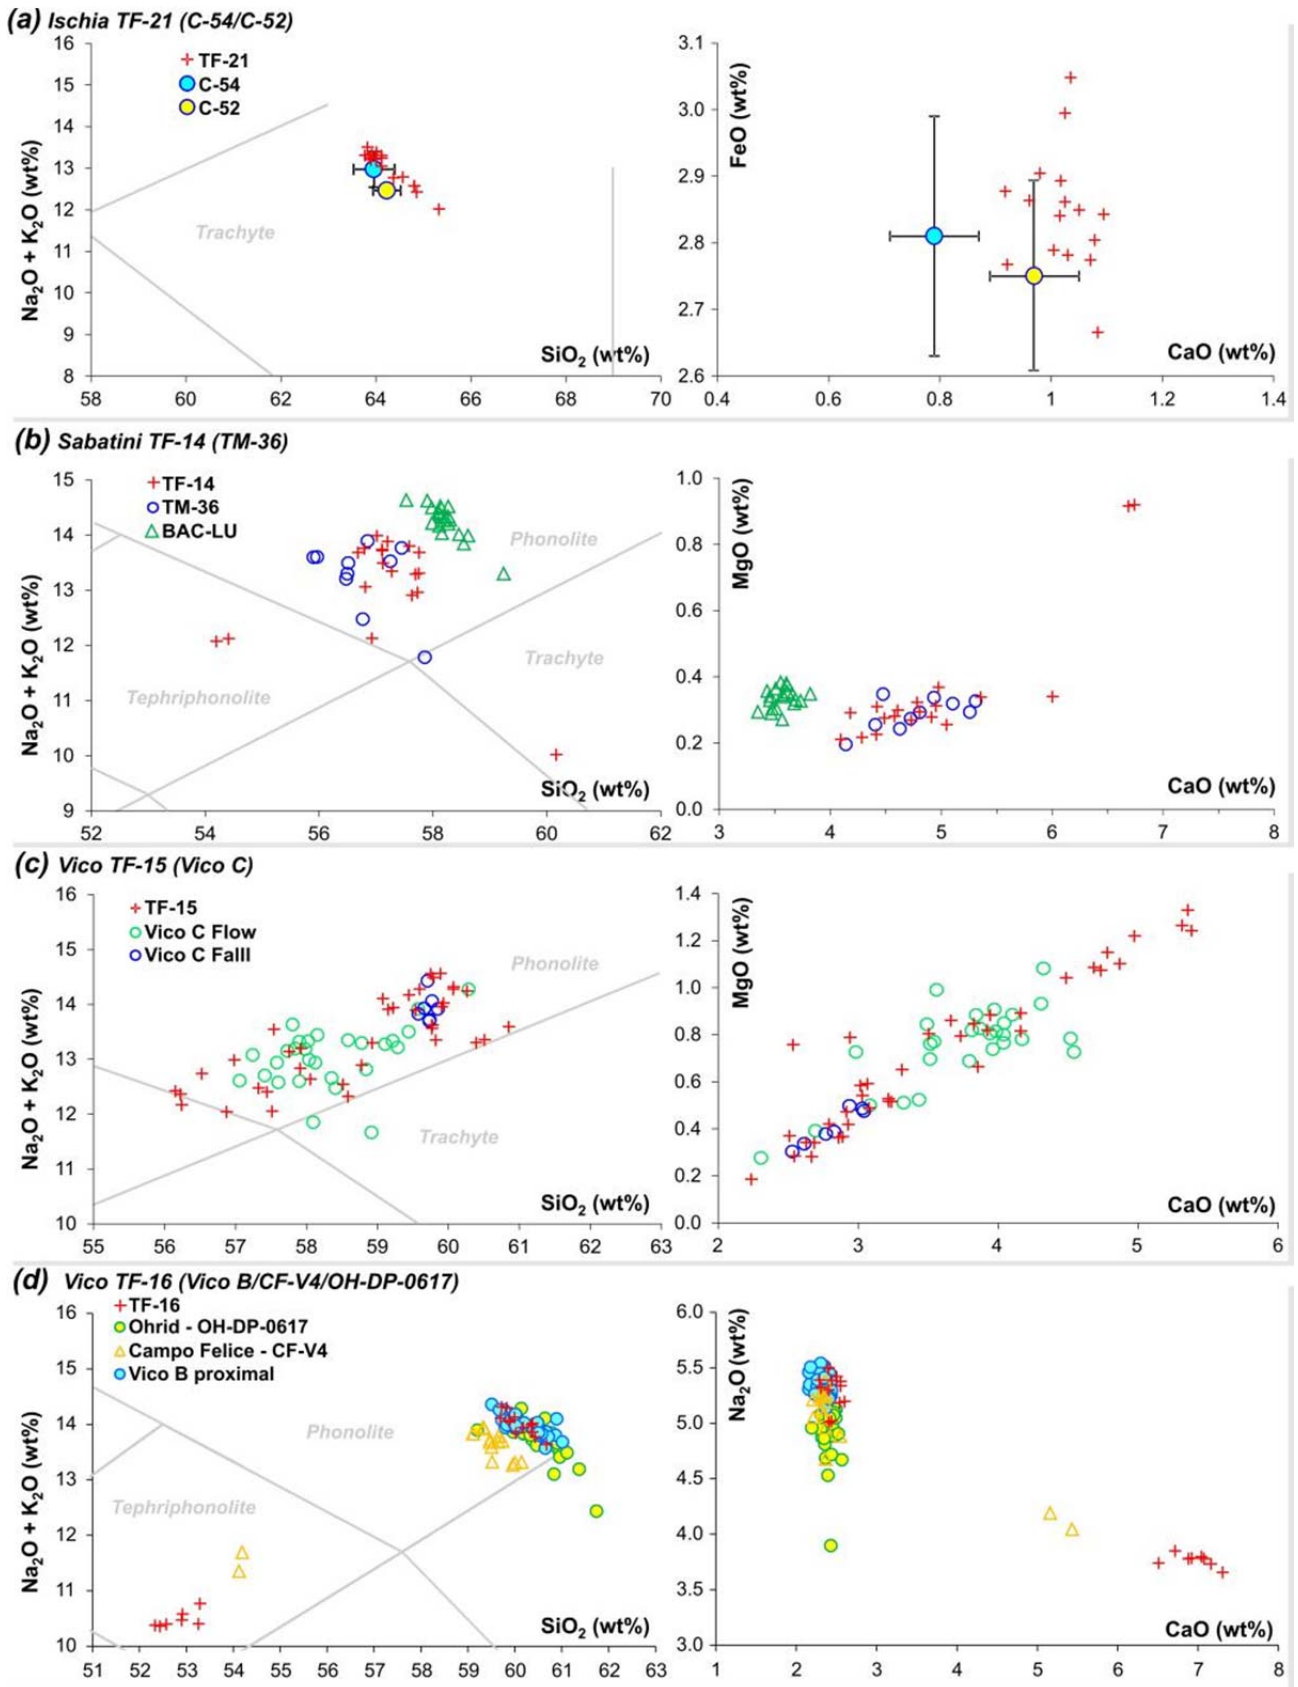 (a) Ischia TF-21 (C-54/C-52)
16
15
14
13
12
11
10
9
8
Na₂O + K₂O (wt%)
TF-21
C-54
C-52
Trachyte
SiO₂ (wt%)
58 60 62 64 66 68 70
3.1
3.0
2.9
2.8
2.7
2.6
FeO (wt%)
CaO (wt%)
0.4 0.6 0.8 1 1.2 1.4
(b) Sabatini TF-14 (TM-36)
15
14
13
12
11
10
9
Na₂O + K₂O (wt%)
TF-14
TM-36
BAC-LU
Phonolite
Trachyte
Tephriphonolite
SiO₂ (wt%)
52 54 56 58 60 62
1.0
0.8
0.6
0.4
0.2
0.0
MgO (wt%)
CaO (wt%)
3 4 5 6 7 8
(c) Vico TF-15 (Vico C)
16
15
14
13
12
11
10
Na₂O + K₂O (wt%)
TF-15
Vico C Flow
Vico C Falll
Phonolite
Trachyte
SiO₂ (wt%)
55 56 57 58 59 60 61 62 63
1.4
1.2
1.0
0.8
0.6
0.4
0.2
0.0
MgO (wt%)
CaO (wt%)
2 3 4 5 6
(d) Vico TF-16 (Vico B/CF-V4/OH-DP-0617)
16
15
14
13
12
11
10
Na₂O + K₂O (wt%)
TF-16
Ohrid - OH-DP-0617
Campo Felice - CF-V4
Vico B proximal
Phonolite
Tephriphonolite
SiO₂ (wt%)
51 52 53 54 55 56 57 58 59 60 61 62 63
6.0
5.5
5.0
4.5
4.0
3.5
3.0
Na₂O (wt%)
CaO (wt%)
1 2 3 4 5 6 7 8